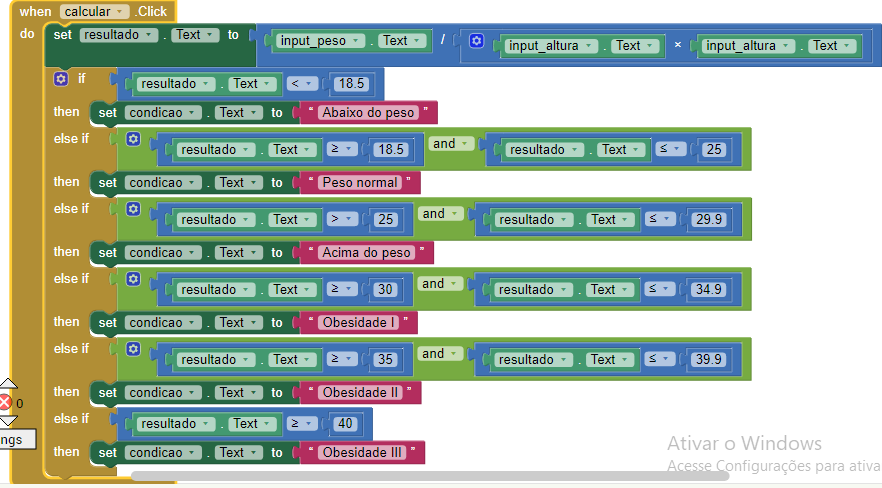 when calcular .Click
do set resultado . Text to input_peso . Text / input_altura . Text × input_altura . Text
if resultado . Text < 18.5
then set condicao . Text to “ Abaixo do peso ”
else if resultado . Text ≥ 18.5 and resultado . Text ≤ 25
then set condicao . Text to “ Peso normal ”
else if resultado . Text > 25 and resultado . Text ≤ 29.9
then set condicao . Text to “ Acima do peso ”
else if resultado . Text ≥ 30 and resultado . Text ≤ 34.9
then set condicao . Text to “ Obesidade I ”
else if resultado . Text ≥ 35 and resultado . Text ≤ 39.9
then set condicao . Text to “ Obesidade II ”
0
else if resultado . Text ≥ 40
ngs
then set condicao . Text to “ Obesidade III ”
Ativar o Windows
Acesse Configurações para ativa